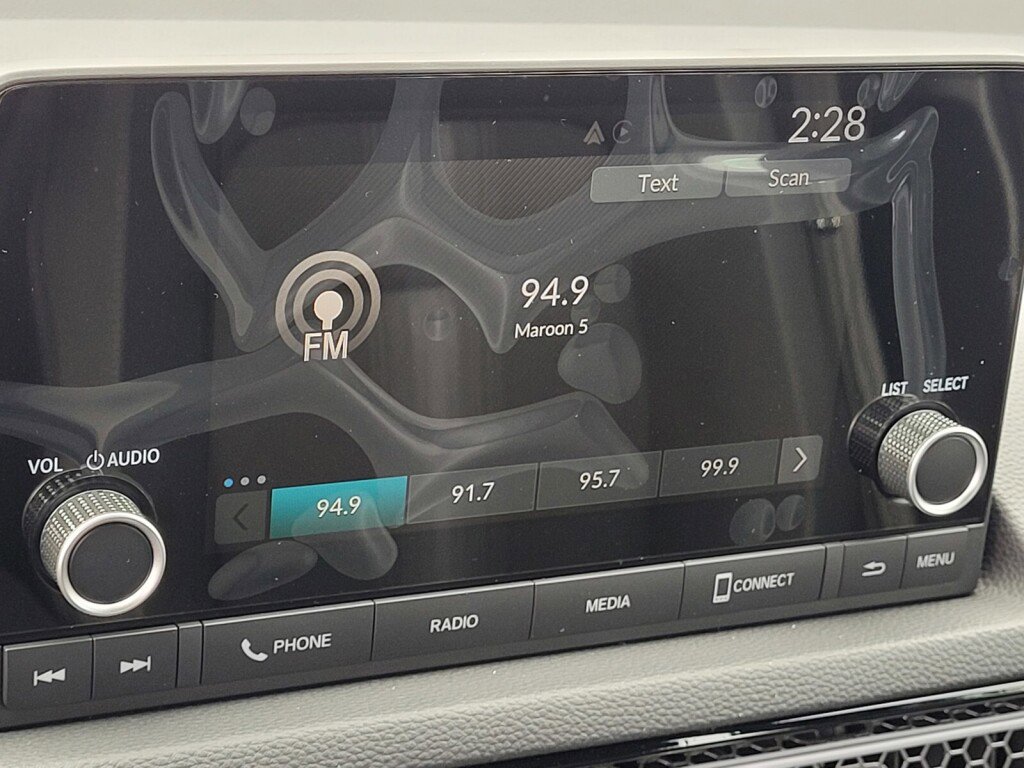 2:28
Text Scan
94.9
Maroon 5
FM
LIST SELECT
VOL AUDIO
94.9 91.7 95.7 99.9
PHONE RADIO MEDIA CONNECT MENU